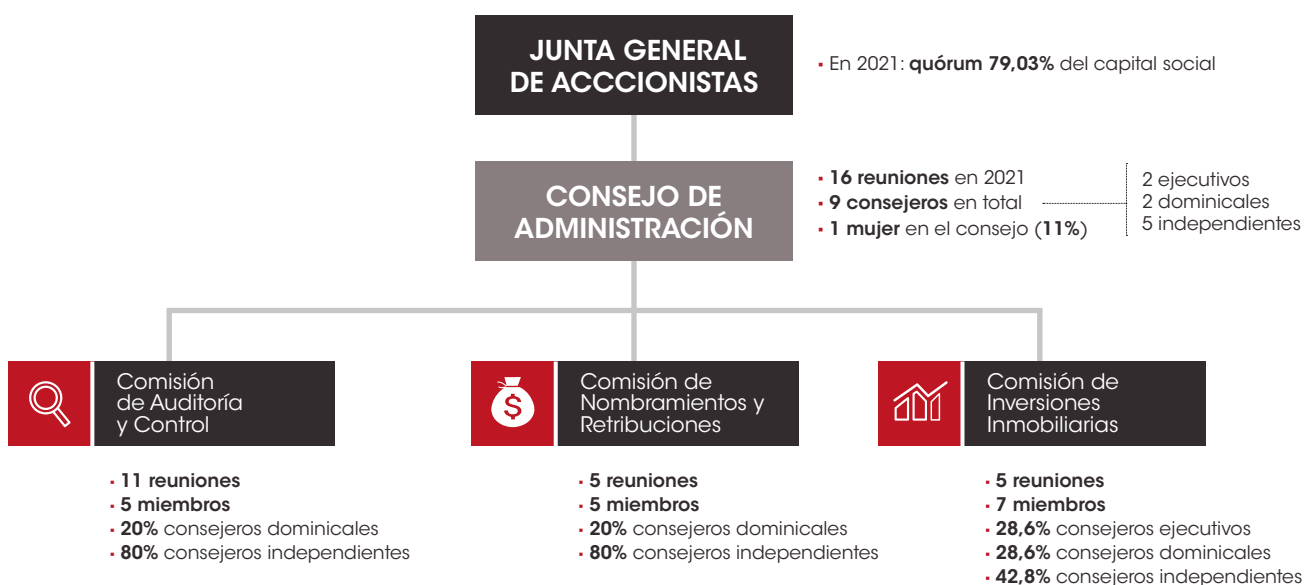 JUNTA GENERAL
DE ACCCIONISTAS
▪ En 2021: quórum 79,03% del capital social
CONSEJO DE
ADMINISTRACIÓN
▪ 16 reuniones en 2021
▪ 9 consejeros en total
▪ 1 mujer en el consejo (11%)
2 ejecutivos
2 dominicales
5 independientes
Comisión
de Auditoría
y Control
▪ 11 reuniones
▪ 5 miembros
▪ 20% consejeros dominicales
▪ 80% consejeros independientes
$
Comisión de
Nombramientos y
Retribuciones
▪ 5 reuniones
▪ 5 miembros
▪ 20% consejeros dominicales
▪ 80% consejeros independientes
Comisión de
Inversiones
Inmobiliarias
▪ 5 reuniones
▪ 7 miembros
▪ 28,6% consejeros ejecutivos
▪ 28,6% consejeros dominicales
▪ 42,8% consejeros independientes